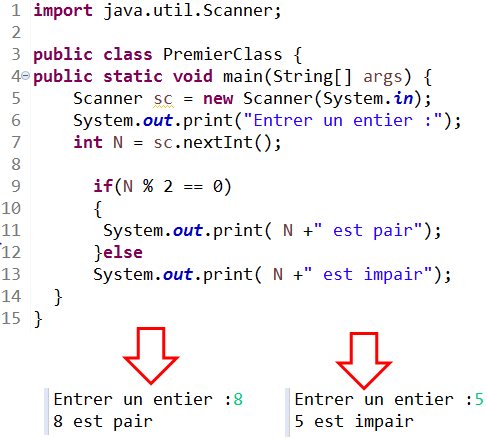 1 import java.util.Scanner;
2
3 public class PremierClass {
4 public static void main(String[] args) {
5 Scanner sc = new Scanner(System.in);
6 System.out.print("Entrer un entier :");
7 int N = sc.nextInt();
8
9 if(N % 2 == 0)
10 {
11 System.out.print( N +" est pair");
12 }else
13 System.out.print( N +" est impair");
14 }
15 }
Entrer un entier :8
8 est pair
Entrer un entier :5
5 est impair